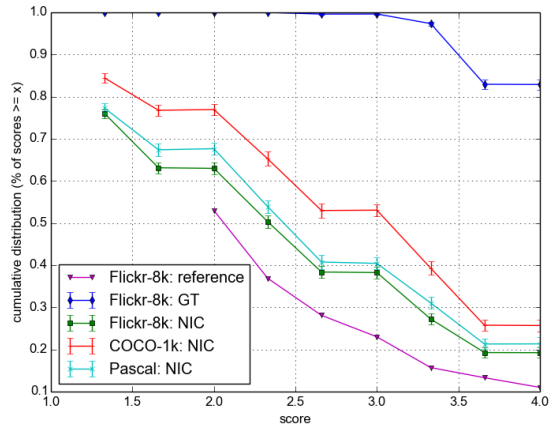 cumulative distribution (% of scores >= x)
1.0
0.9
0.8
0.7
0.6
0.5
0.4
0.3
0.2
0.1
Flickr-8k: reference
Flickr-8k: GT
Flickr-8k: NIC
COCO-1k: NIC
Pascal: NIC
1.0 1.5 2.0 2.5 3.0 3.5 4.0
score